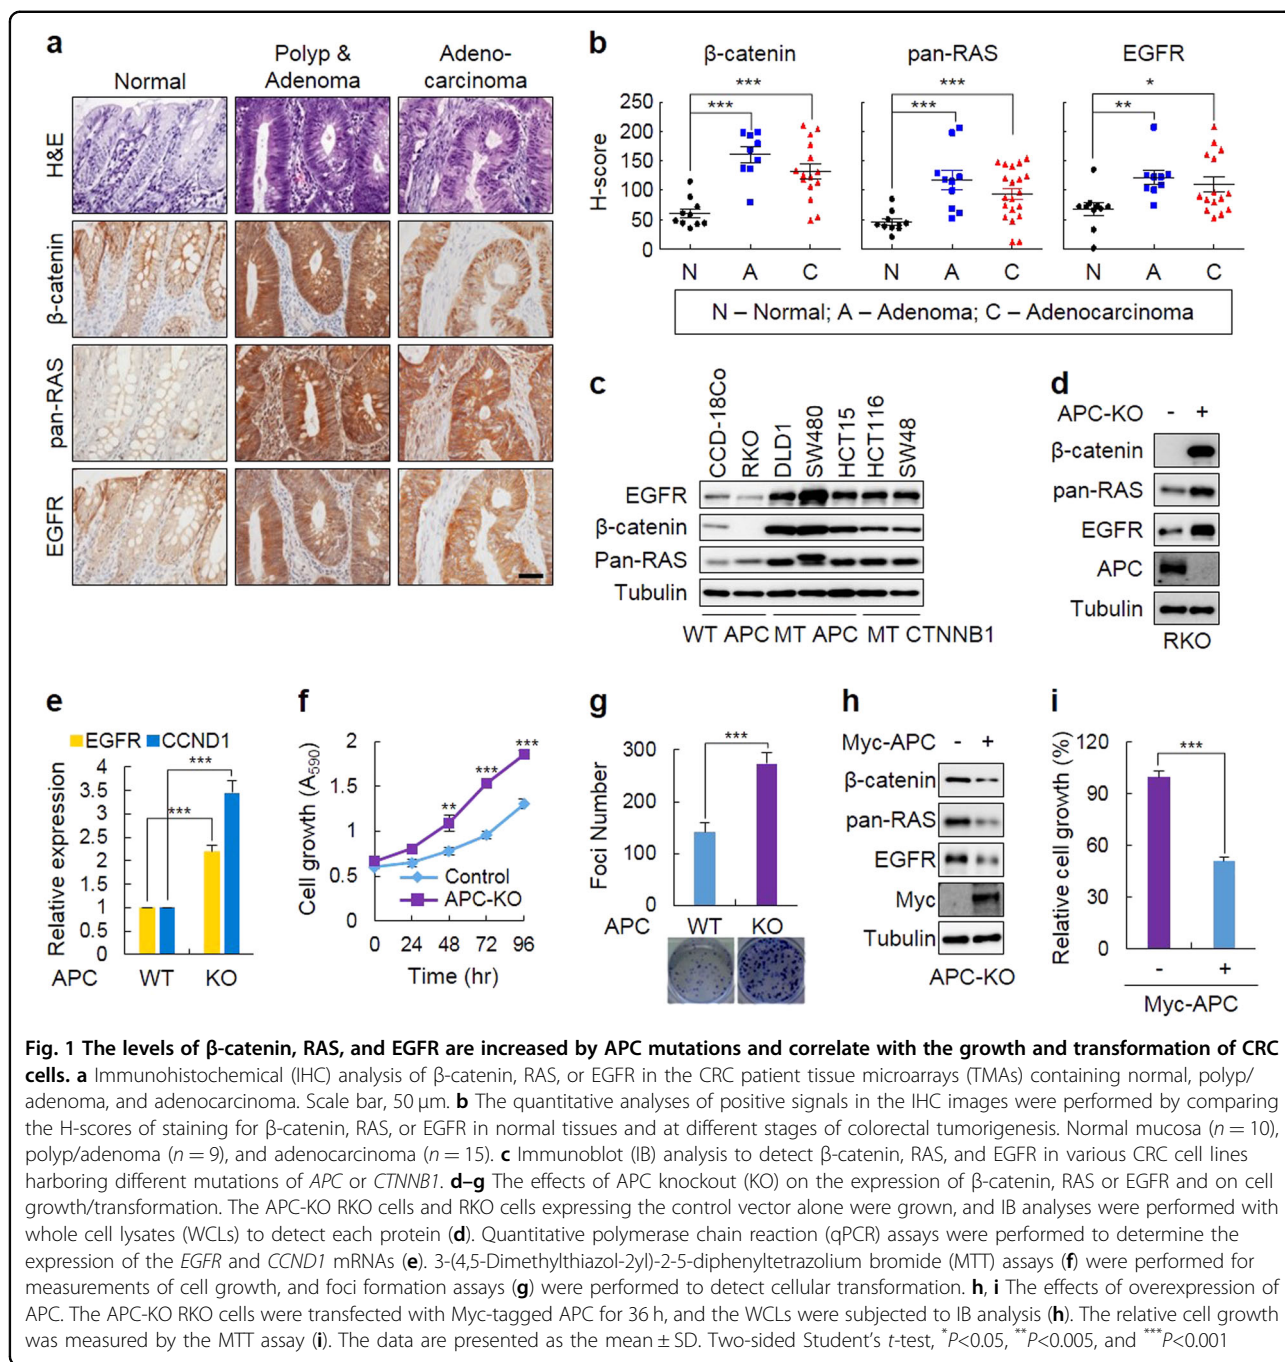 a
Normal
Polyp &
Adenoma
Adeno-
carcinoma
H&E
β-catenin
pan-RAS
EGFR
b
β-catenin
pan-RAS
EGFR
***
***
***
***
*
**
H-score
250
200
150
100
50
0
N A C
N A C
N A C
N – Normal; A – Adenoma; C – Adenocarcinoma
c
CCD-18Co
RKO
DLD1
SW480
HCT15
HCT116
SW48
EGFR
β-catenin
Pan-RAS
Tubulin
WT APC MT APC MT CTNNB1
d
APC-KO - +
β-catenin
pan-RAS
EGFR
APC
Tubulin
RKO
e
EGFR CCND1
Relative expression
4
3.5
3
2.5
2
1.5
1
0.5
0
***
***
APC WT KO
f
Cell growth (A590)
2
1.5
1
0.5
0
** *** ***
Control
APC-KO
0 24 48 72 96
Time (hr)
g
Foci Number
300
200
100
0
***
APC WT KO
h
Myc-APC - +
β-catenin
pan-RAS
EGFR
Myc
Tubulin
APC-KO
i
Relative cell growth (%)
120
90
60
30
0
***
- +
Myc-APC
Fig. 1 The levels of β-catenin, RAS, and EGFR are increased by APC mutations and correlate with the growth and transformation of CRC
cells. a Immunohistochemical (IHC) analysis of β-catenin, RAS, or EGFR in the CRC patient tissue microarrays (TMAs) containing normal, polyp/
adenoma, and adenocarcinoma. Scale bar, 50 μm. b The quantitative analyses of positive signals in the IHC images were performed by comparing
the H-scores of staining for β-catenin, RAS, or EGFR in normal tissues and at different stages of colorectal tumorigenesis. Normal mucosa (n = 10),
polyp/adenoma (n = 9), and adenocarcinoma (n = 15). c Immunoblot (IB) analysis to detect β-catenin, RAS, and EGFR in various CRC cell lines
harboring different mutations of APC or CTNNB1. d–g The effects of APC knockout (KO) on the expression of β-catenin, RAS or EGFR and on cell
growth/transformation. The APC-KO RKO cells and RKO cells expressing the control vector alone were grown, and IB analyses were performed with
whole cell lysates (WCLs) to detect each protein (d). Quantitative polymerase chain reaction (qPCR) assays were performed to determine the
expression of the EGFR and CCND1 mRNAs (e). 3-(4,5-Dimethylthiazol-2yl)-2-5-diphenyltetrazolium bromide (MTT) assays (f) were performed for
measurements of cell growth, and foci formation assays (g) were performed to detect cellular transformation. h, i The effects of overexpression of
APC. The APC-KO RKO cells were transfected with Myc-tagged APC for 36 h, and the WCLs were subjected to IB analysis (h). The relative cell growth
was measured by the MTT assay (i). The data are presented as the mean ± SD. Two-sided Student's t-test, *P<0.05, **P<0.005, and ***P<0.001